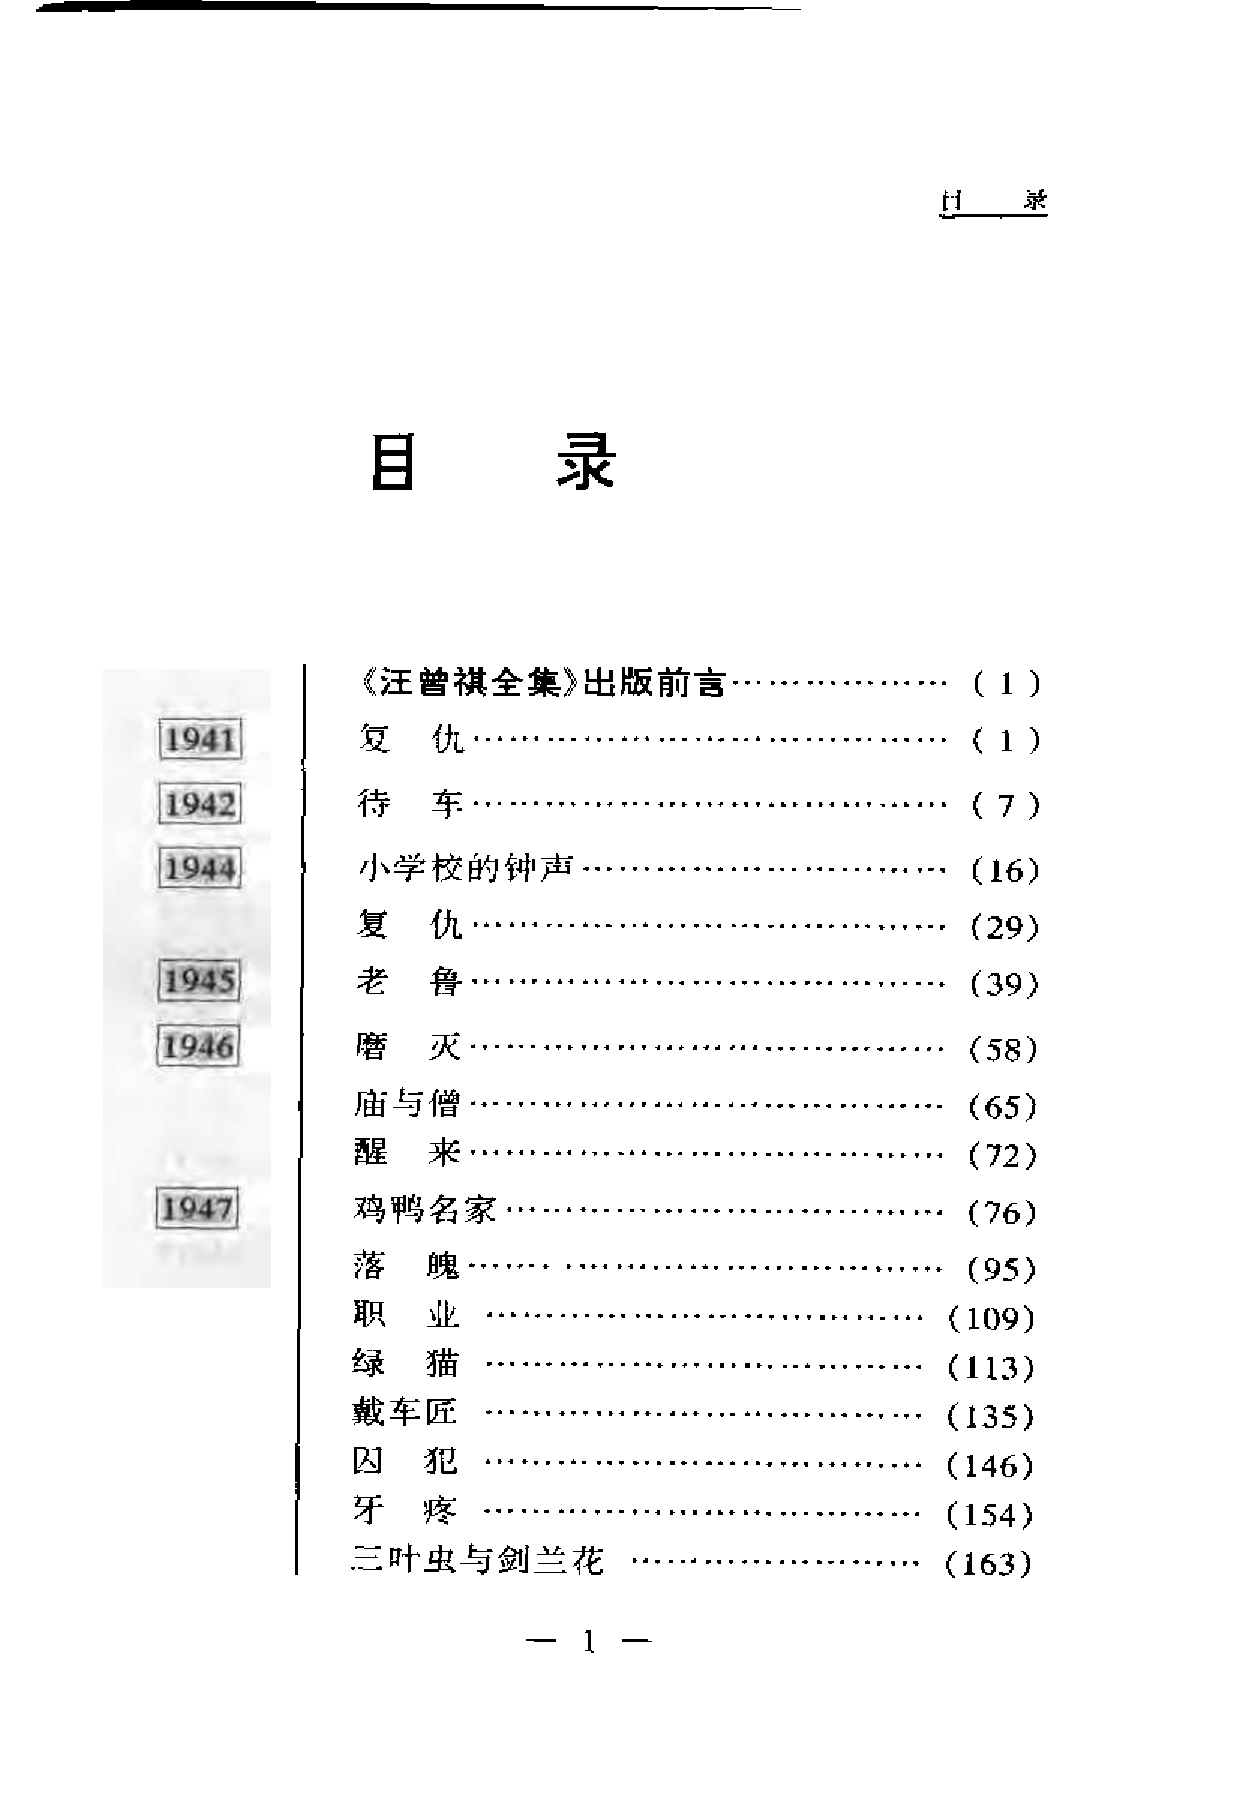 目 录
目 录
《汪曾祺全集》出版前言……………… ( 1 )
1941 复 仇………………………………… ( 1 )
1942 待 车………………………………… ( 7 )
1944 小学校的钟声………………………… (16)
复 仇………………………………… (29)
1945 老 鲁………………………………… (39)
1946 磨 灭………………………………… (58)
庙与僧………………………………… (65)
醒 来………………………………… (72)
1947 鸡鸭名家……………………………… (76)
落 魄………………………………… (95)
职 业 ……………………………… (109)
绿 猫 ……………………………… (113)
戴车匠 ……………………………… (135)
囚 犯 ……………………………… (146)
牙 疼 ……………………………… (154)
三叶虫与剑兰花 …………………… (163)
— 1 —